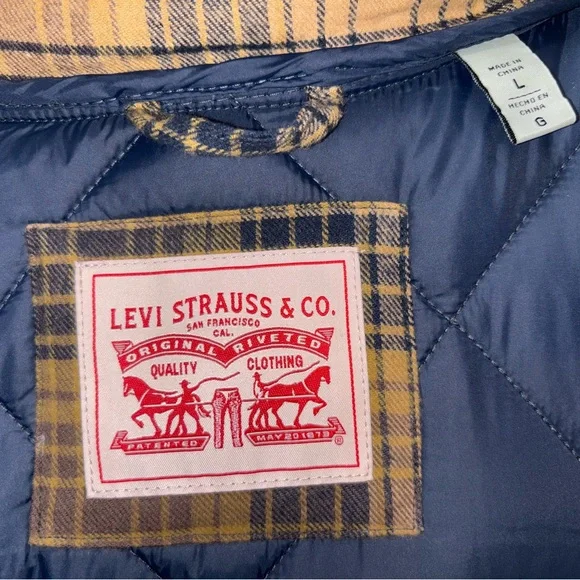 MADE IN
CHINA
L
HECHO EN
CHINA
G
LEVI STRAUSS & CO.
SAN FRANCISCO
CAL.
ORIGINAL RIVETED
QUALITY CLOTHING
PATENTED MAY 20 1873
®